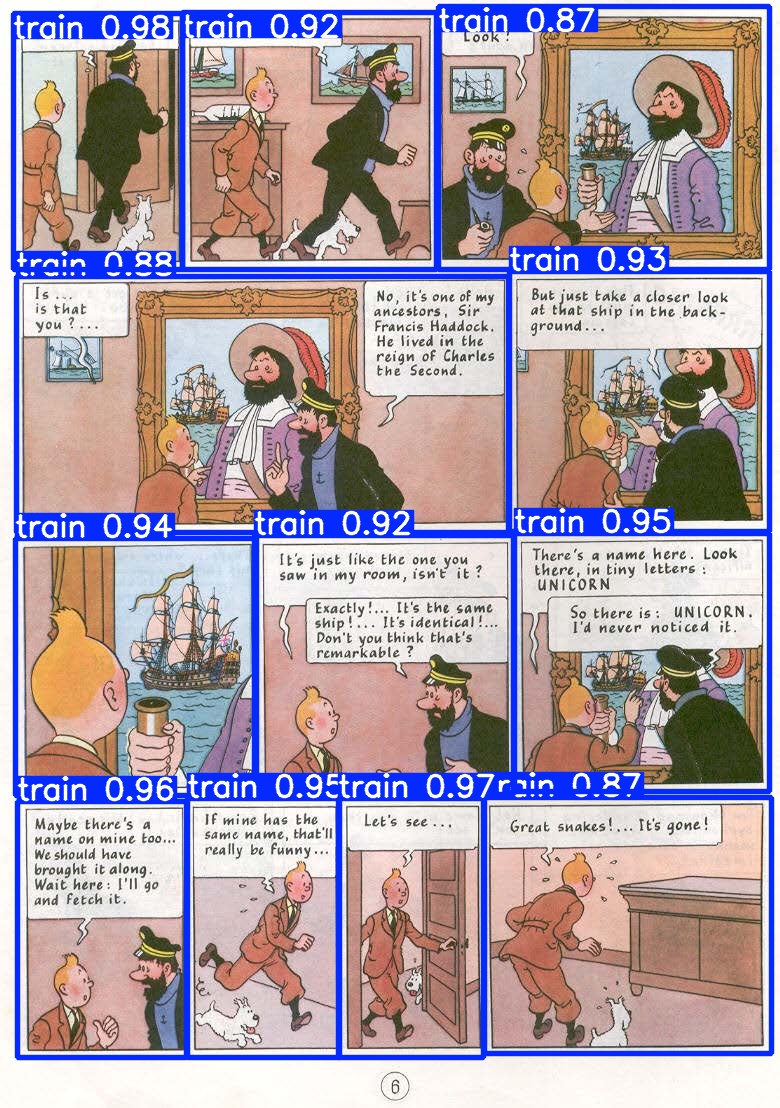 train 0.98
train 0.92
train 0.87
Look!
train 0.88
train 0.93
Is ...
is that
you ?...
No, it's one of my
ancestors, Sir
Francis Haddock.
He lived in the
reign of Charles
the Second.
But just take a closer look
at that ship in the back-
ground...
train 0.94
train 0.92
train 0.95
It's just like the one you
saw in my room, isn't it ?
Exactly!... It's the same
ship!... It's identical!...
Don't you think that's
remarkable ?
There's a name here. Look
there, in tiny letters :
UNICORN
So there is : UNICORN.
I'd never noticed it.
train 0.96
train 0.95
train 0.97
train 0.87
Maybe there's a
name on mine too...
We should have
brought it along.
Wait here : I'll go
and fetch it.
If mine has the
same name, that'll
really be funny...
Let's see ...
Great snakes!... It's gone!
6